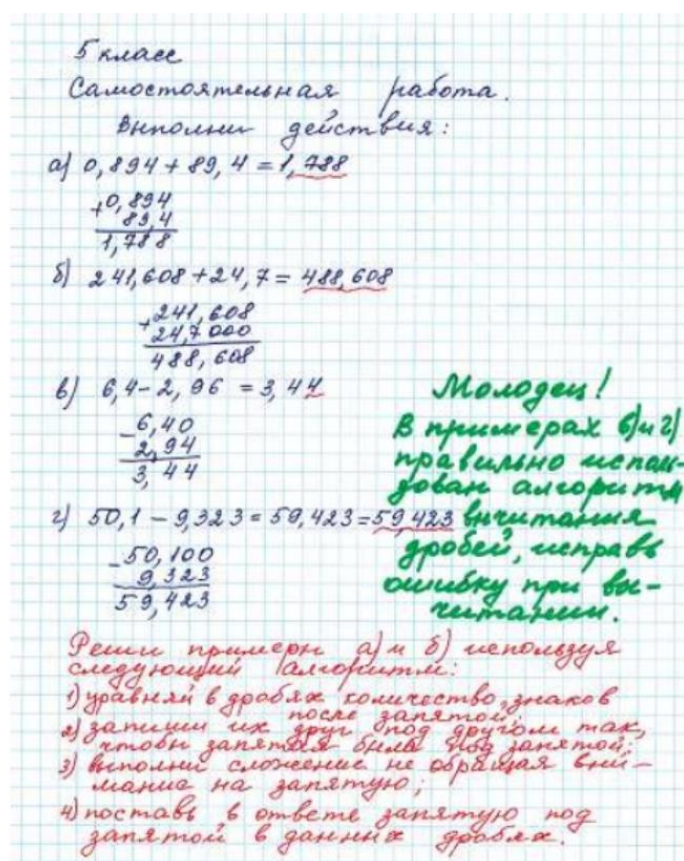 5 класс
Самостоятельная работа.
Выполни действия:
а) 0,894 + 89,4 = 1,788
+0,894
89,4
1,788
б) 241,608 + 24,7 = 488,608
+241,608
24,7000
488,608
в) 6,4 - 2,96 = 3,44
-6,40
2,94
3,44
г) 50,1 - 9,323 = 59,423 = 59,423
-50,100
9,323
59,423
Молодец!
В примерах в) и г)
правильно исполь-
дован алгоритм
вычитания
дробей, исправь
ошибку при вы-
читании.
Реши примеры а) и б) используя
следующий алгоритм:
1) уравняй в дробях количество знаков
после запятой;
2) запиши их друг под другом так,
чтобы запятая была под запятой;
3) выполни сложение не обращая вни-
мание на запятую;
4) поставь в ответе запятую под
запятой в данных дробях.